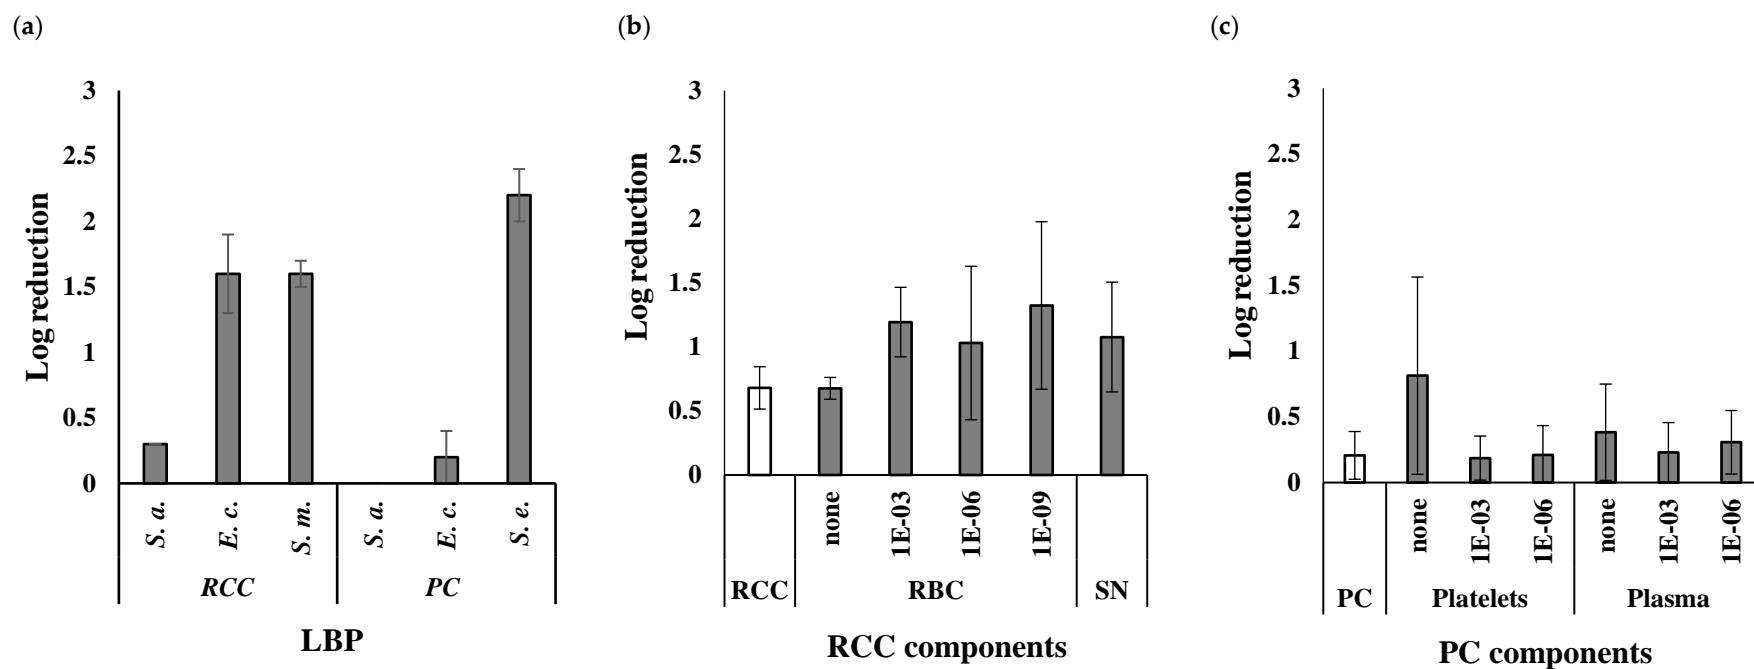 (a)
3
2.5
2
1.5
1
0.5
0
Log reduction
S. a.
E. c.
S. m.
S. a.
E. c.
S. e.
RCC
PC
LBP
(b)
3
2.5
2
1.5
1
0.5
0
Log reduction
none
1E-03
1E-06
1E-09
RCC
RBC
SN
RCC components
(c)
3
2.5
2
1.5
1
0.5
0
Log reduction
none
1E-03
1E-06
none
1E-03
1E-06
PC
Platelets
Plasma
PC components